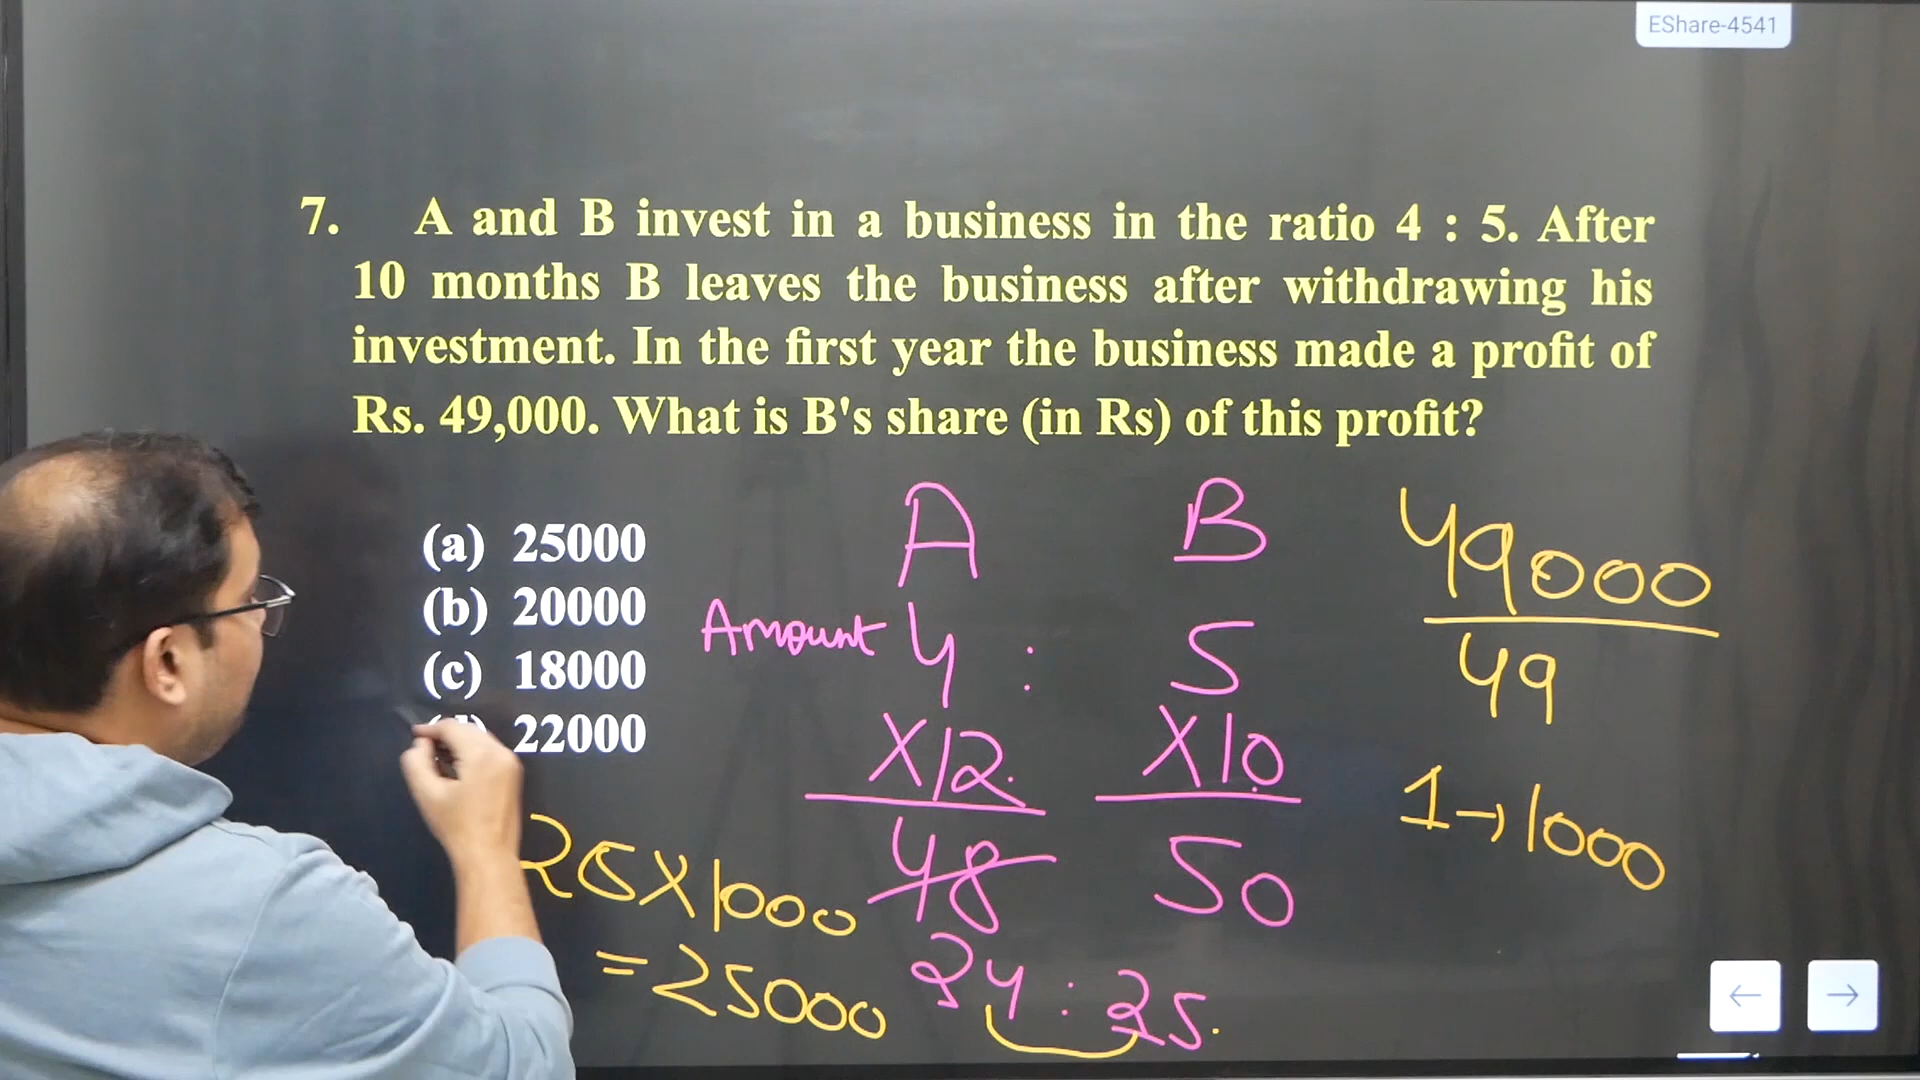 EShare-4541
7. A and B invest in a business in the ratio 4 : 5. After
10 months B leaves the business after withdrawing his
investment. In the first year the business made a profit of
Rs. 49,000. What is B's share (in Rs) of this profit?
(a) 25000
(b) 20000
(c) 18000
22000
A B
Amount 4 : 5
X12 X10
48 50
24 : 25.
49000
49
1→1000
25X1000
=25000